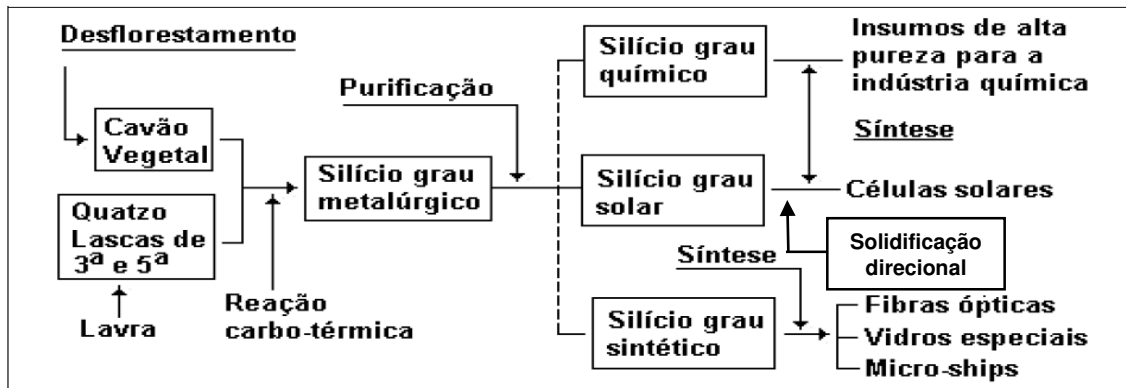 Desflorestamento
Cavão
Vegetal
Quatzo
Lascas de
3ª e 5ª
Lavra
Reação
carbo-térmica
Silício grau
metalúrgico
Purificação
Silício grau
químico
Insumos de alta
pureza para a
indústria química
Síntese
Silício grau
solar
Células solares
Solidificação
direcional
Síntese
Silício grau
sintético
Fibras ópticas
Vidros especiais
Micro-ships